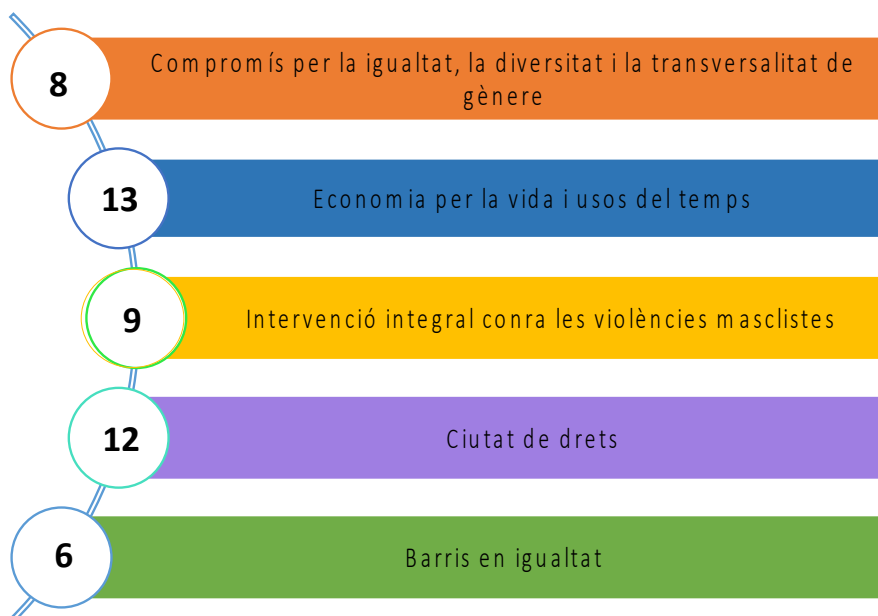 8
Compromís per la igualtat, la diversitat i la transversalitat de
gènere
13
Economia per la vida i usos del temps
9
Intervenció integral conra les violències masclistes
12
Ciutat de drets
6
Barris en igualtat